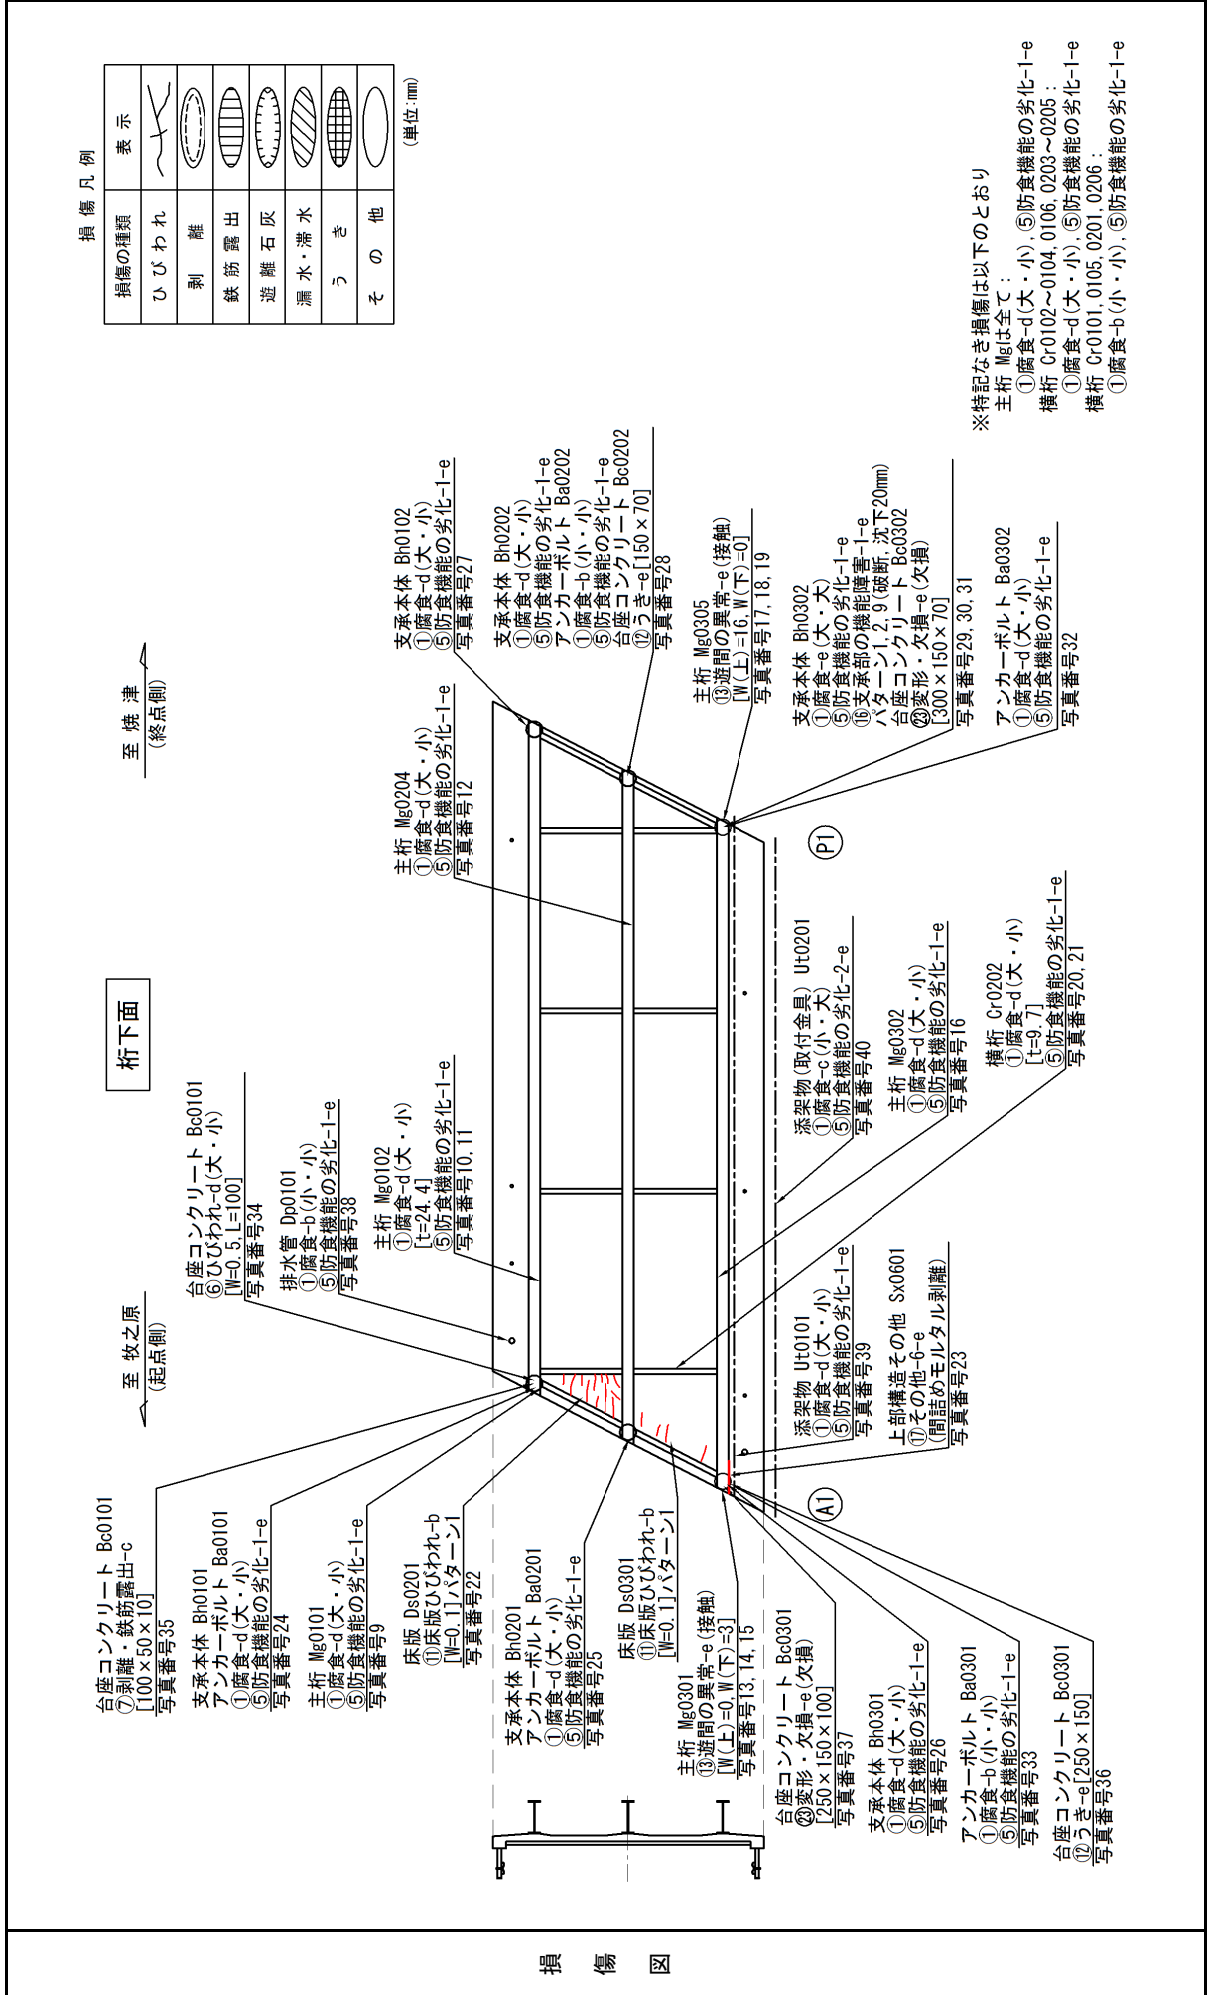 損傷図
桁下面
至 牧之原
(起点側)
至 焼津
(終点側)
損傷凡例
損傷の種類 表示
ひびわれ
剥離
鉄筋露出
遊離石灰
漏水・滞水
うき
その他
(単位:mm)
台座コンクリート Bc0101
⑦剥離・鉄筋露出-c
[100×50×10]
写真番号35
支承本体 Bh0101
アンカーボルト Ba0101
①腐食-d(大・小)
⑤防食機能の劣化-1-e
写真番号24
主桁 Mg0101
①腐食-d(大・小)
⑤防食機能の劣化-1-e
写真番号9
床版 Ds0201
⑪床版ひびわれ-b
[W=0.1]パターン1
写真番号22
支承本体 Bh0201
アンカーボルト Ba0201
①腐食-d(大・小)
⑤防食機能の劣化-1-e
写真番号25
床版 Ds0301
⑪床版ひびわれ-b
[W=0.1]パターン1
主桁 Mg0301
⑬遊間の異常-e(接触)
[W(上)=0,W(下)=3]
写真番号13,14,15
台座コンクリート Bc0301
㉓変形・欠損-e(欠損)
[250×150×100]
写真番号37
支承本体 Bh0301
①腐食-d(大・小)
⑤防食機能の劣化-1-e
写真番号26
アンカーボルト Ba0301
①腐食-b(小・小)
⑤防食機能の劣化-1-e
写真番号33
台座コンクリート Bc0301
⑫うき-e[250×150]
写真番号36
台座コンクリート Bc0101
⑥ひびわれ-d(大・小)
[W=0.5,L=100]
写真番号34
排水管 Dp0101
①腐食-b(小・小)
⑤防食機能の劣化-1-e
写真番号38
主桁 Mg0102
①腐食-d(大・小)
[t=24.4]
⑤防食機能の劣化-1-e
写真番号10,11
A1
添架物 Ut0101
①腐食-d(大・小)
⑤防食機能の劣化-1-e
写真番号39
上部構造その他 Sx0601
⑰その他-6-e
(間詰めモルタル剥離)
写真番号23
添架物(取付金具) Ut0201
①腐食-c(小・大)
⑤防食機能の劣化-2-e
写真番号40
主桁 Mg0302
①腐食-d(大・小)
⑤防食機能の劣化-1-e
写真番号16
横桁 Cr0202
①腐食-d(大・小)
[t=9.7]
⑤防食機能の劣化-1-e
写真番号20,21
P1
主桁 Mg0204
①腐食-d(大・小)
⑤防食機能の劣化-1-e
写真番号12
支承本体 Bh0102
①腐食-d(大・小)
⑤防食機能の劣化-1-e
写真番号27
支承本体 Bh0202
①腐食-d(大・小)
⑤防食機能の劣化-1-e
アンカーボルト Ba0202
①腐食-b(小・小)
⑤防食機能の劣化-1-e
台座コンクリート Bc0202
⑫うき-e[150×70]
写真番号28
主桁 Mg0305
⑬遊間の異常-e(接触)
[W(上)=16,W(下)=0]
写真番号17,18,19
支承本体 Bh0302
①腐食-e(大・大)
⑤防食機能の劣化-1-e
⑯支承部の機能障害-1-e
パターン1,2,9(破断,沈下20mm)
台座コンクリート Bc0302
㉓変形・欠損-e(欠損)
[300×150×70]
写真番号29,30,31
アンカーボルト Ba0302
①腐食-d(大・小)
⑤防食機能の劣化-1-e
写真番号32
※特記なき損傷は以下のとおり
主桁 Mgは全て:
①腐食-d(大・小),⑤防食機能の劣化-1-e
横桁 Cr0102~0104,0106,0203~0205:
①腐食-d(大・小),⑤防食機能の劣化-1-e
横桁 Cr0101,0105,0201,0206:
①腐食-b(小・小),⑤防食機能の劣化-1-e